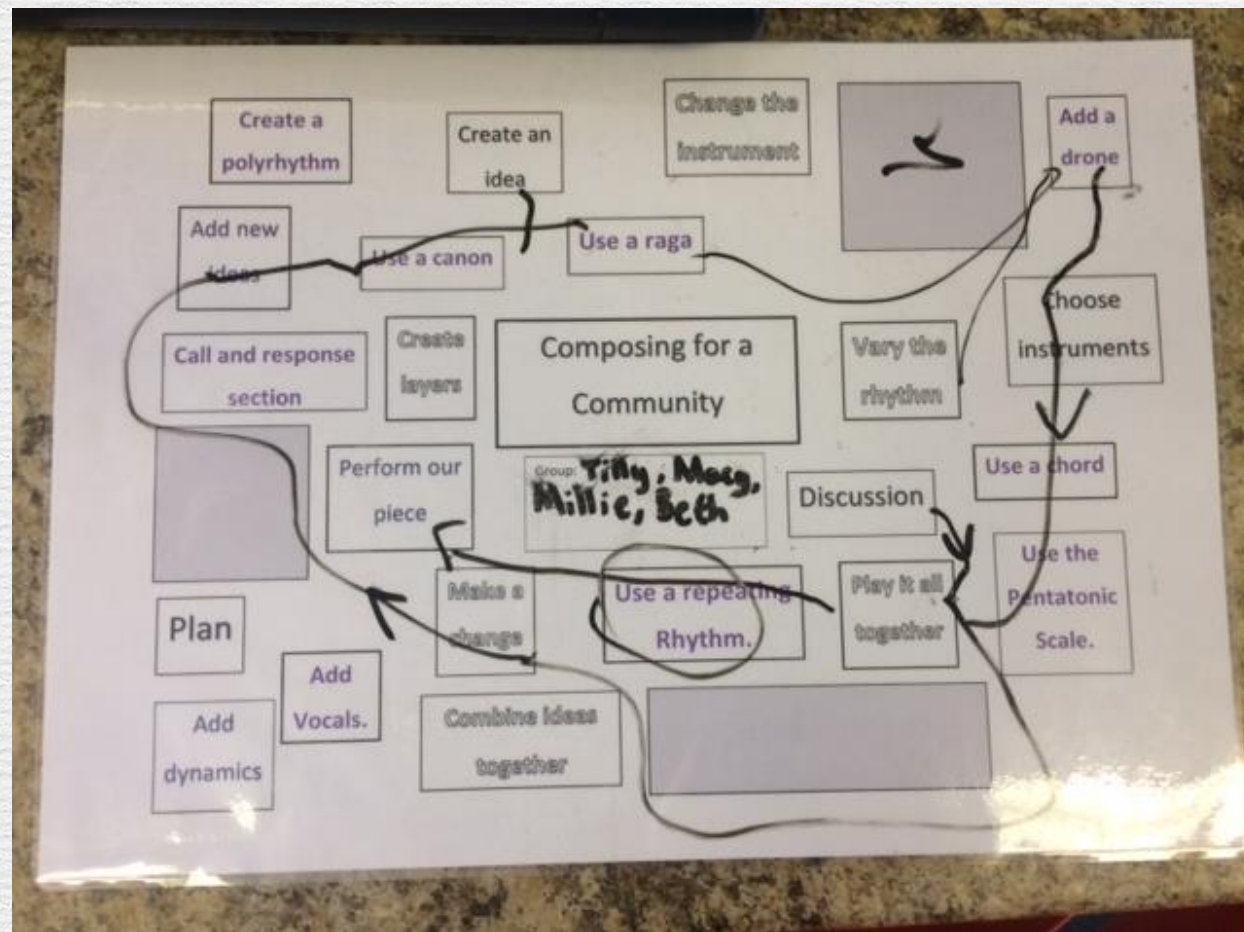 Create a
polyrhythm
Create an
idea
Change the
instrument
Add a
drone
Add new
ideas
Use a canon
Use a raga
Choose
instruments
Call and response
section
Create
layers
Composing for a
Community
Vary the
rhythm
Perform our
piece
Group: Tilly,
Millie, Beth
Discussion
Use a chord
Plan
Make a
change
Use a repeating
Rhythm.
Play it all
together
Use the
Pentatonic
Scale.
Add
Vocals.
Add
dynamics
Combine ideas
together